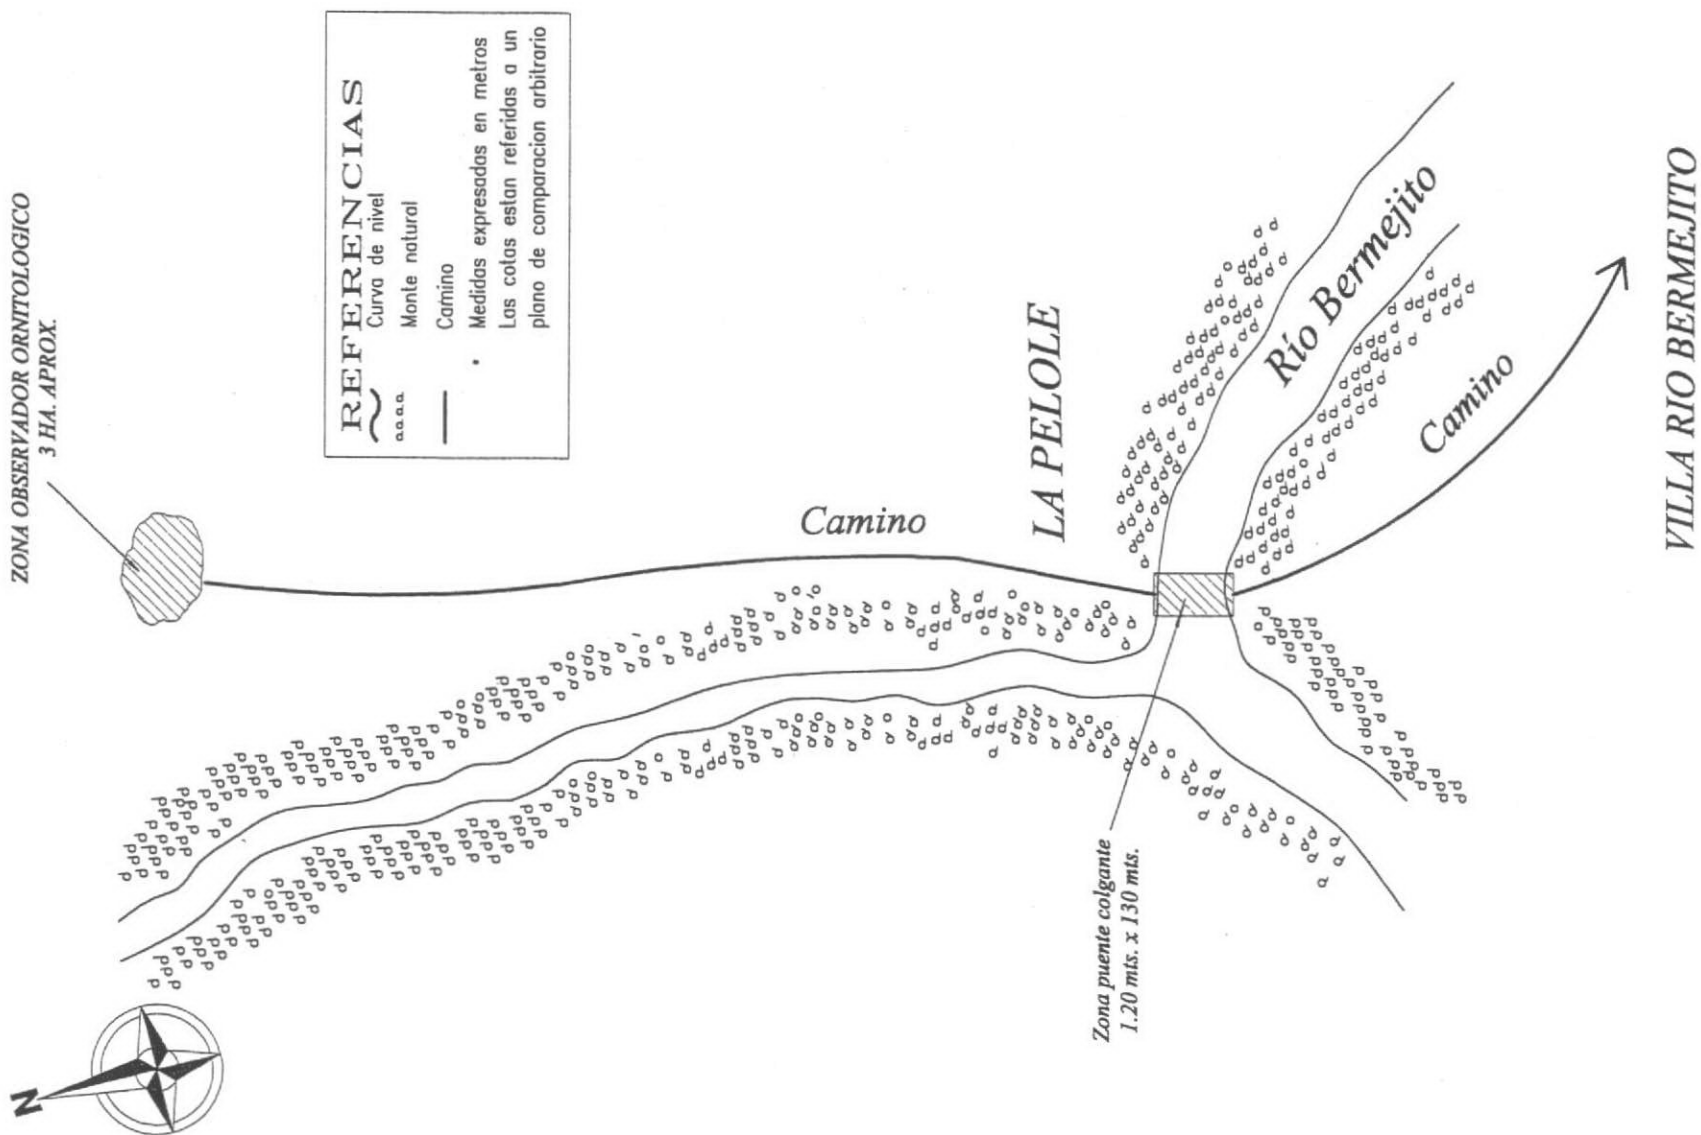 ZONA OBSERVADOR ORNITOLOGICO
3 HA. APROX.
REFERENCIAS
Curva de nivel
Monte natural
Camino
Medidas expresadas en metros
Las cotas estan referidas a un
plano de comparacion arbitrario
Camino
LA PELOLE
Río Bermejito
Camino
VILLA RIO BERMEJITO
Zona puente colgante
1.20 mts. x 130 mts.
N